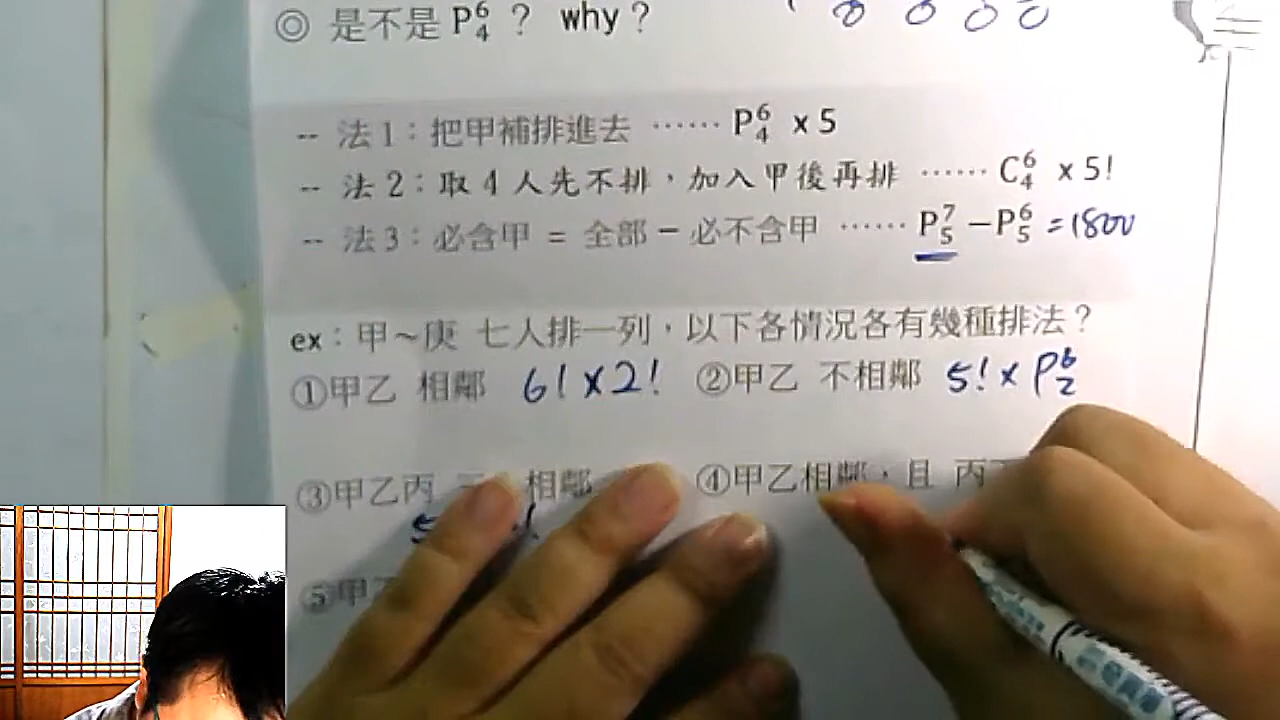 ◎ 是不是 P⁶₄ ? why ?
-- 法 1：把甲補排進去 …… P⁶₄ x 5
-- 法 2：取 4 人先不排，加入甲後再排 …… C⁶₄ x 5!
-- 法 3：必含甲 = 全部 – 必不含甲 …… P⁷₅ – P⁶₅ = 1800
ex：甲～庚 七人排一列，以下各情況各有幾種排法？
①甲乙 相鄰 6! x 2! ②甲乙 不相鄰 5! x P⁶₂
③甲乙丙 相鄰 ④甲乙相鄰，且 丙
5 !
⑤甲